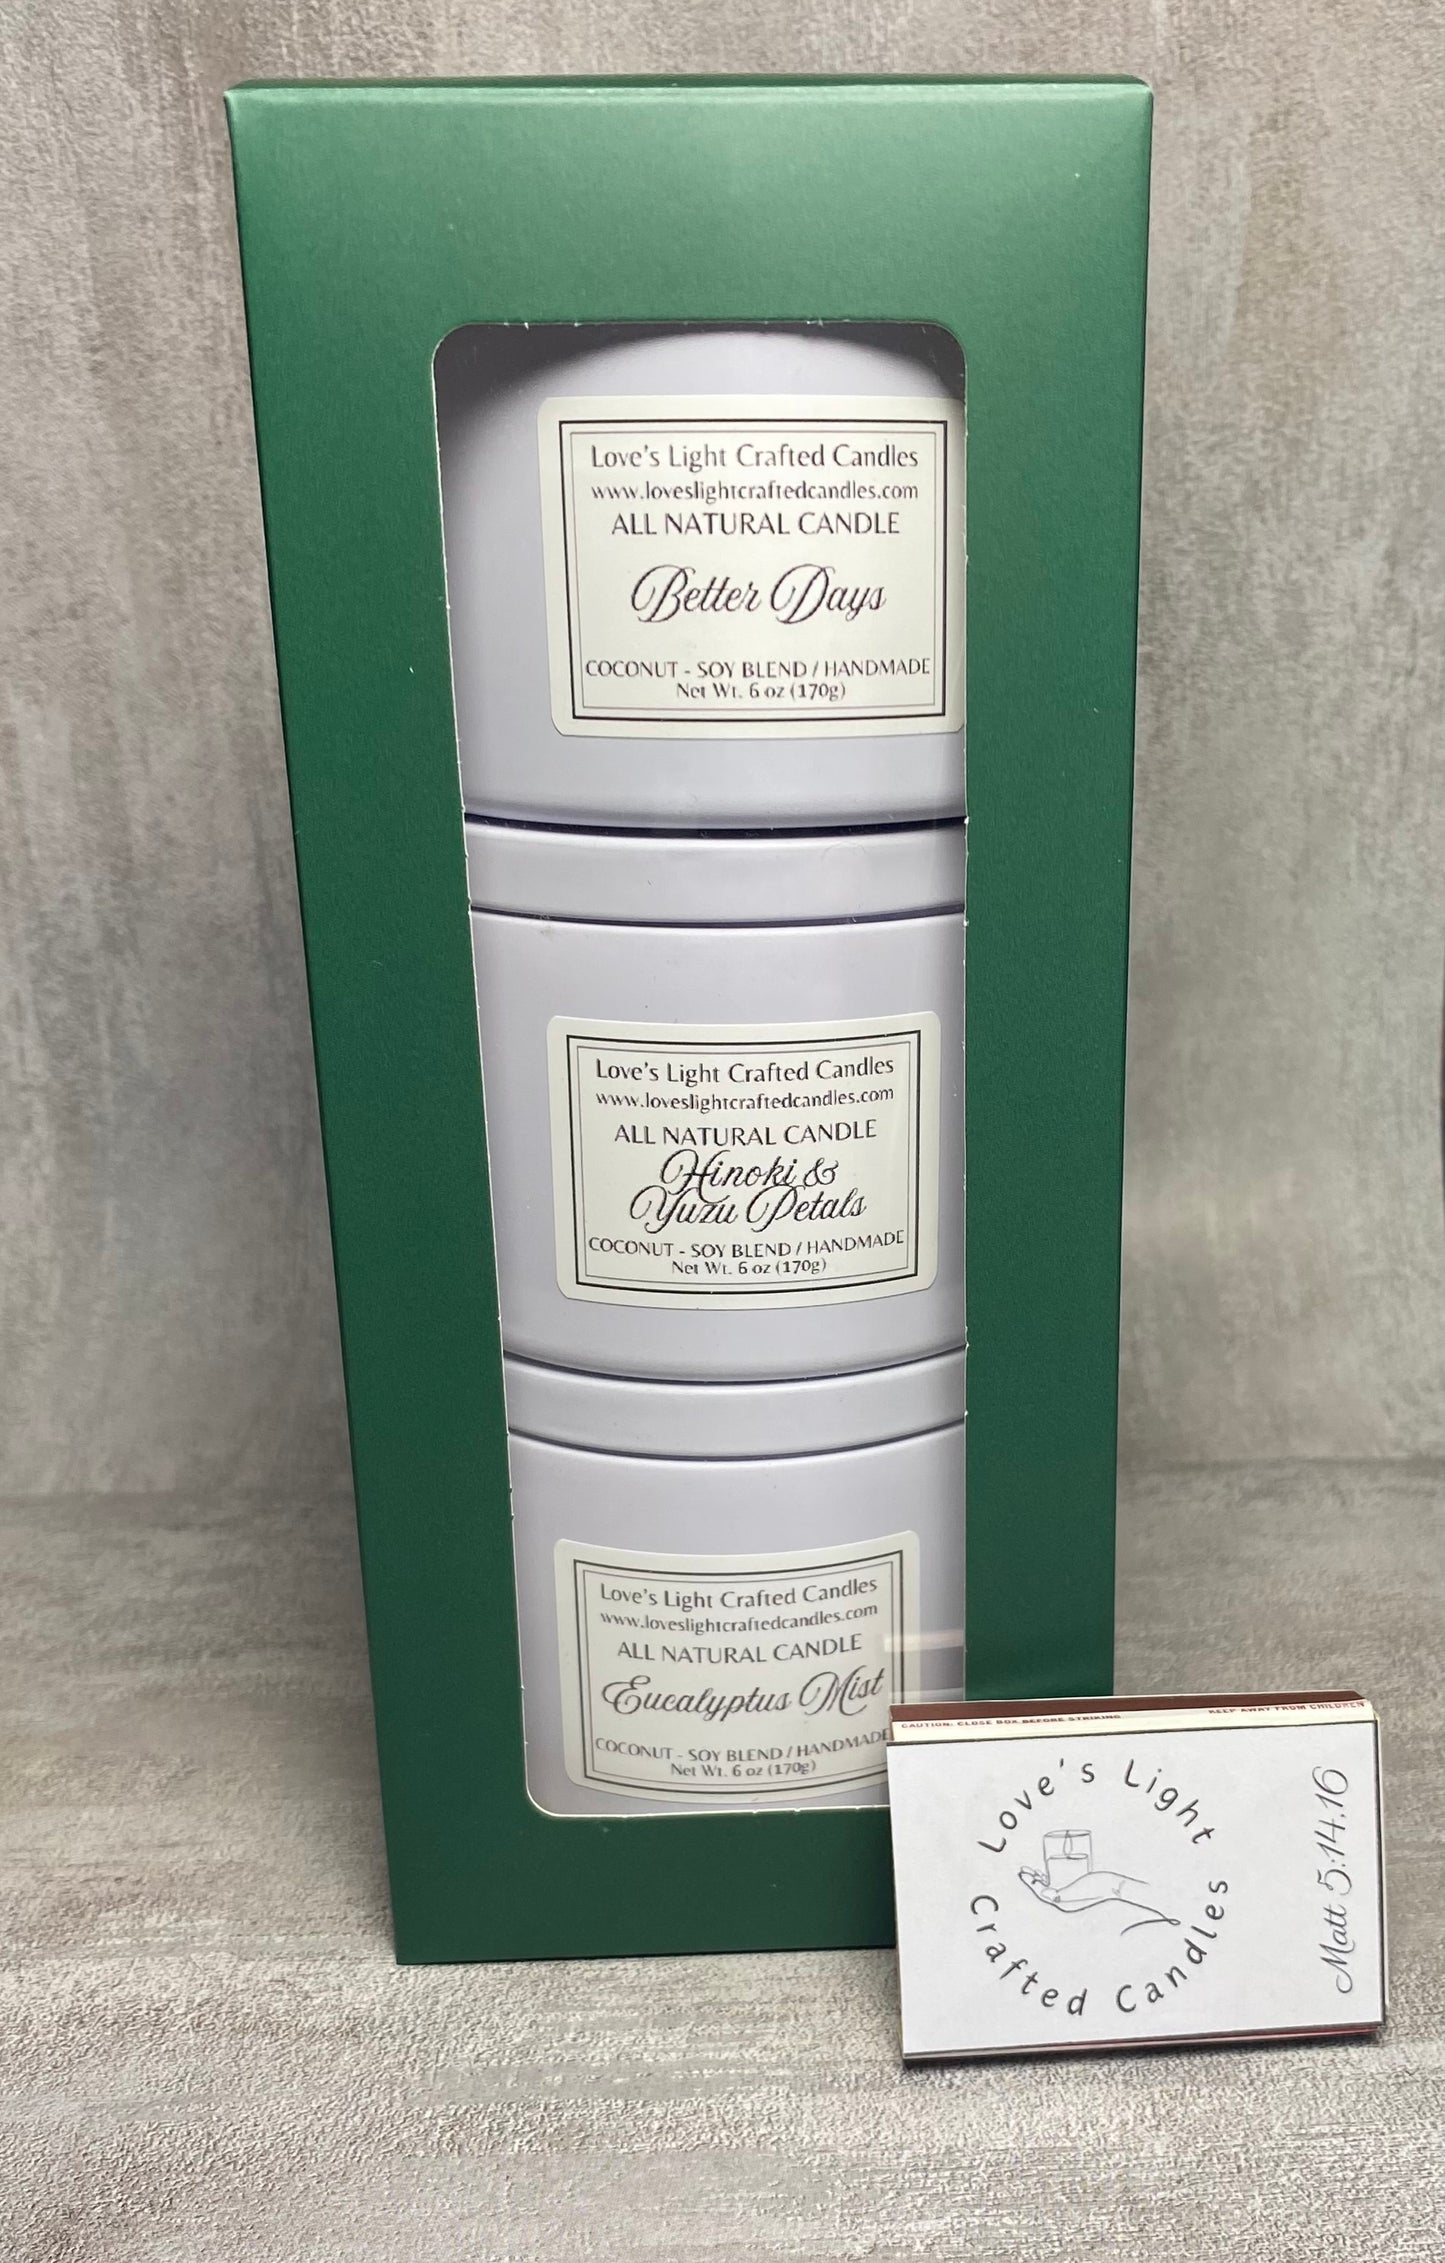 Love's Light Crafted Candles
www.loveslightcraftedcandles.com
ALL NATURAL CANDLE
Better Days
COCONUT - SOY BLEND / HANDMADE
Net Wt. 6 oz (170g)
Love's Light Crafted Candles
www.loveslightcraftedcandles.com
ALL NATURAL CANDLE
Hinoki &
Yuzu Petals
COCONUT - SOY BLEND / HANDMADE
Net Wt. 6 oz (170g)
Love's Light Crafted Candles
www.loveslightcraftedcandles.com
ALL NATURAL CANDLE
Eucalyptus Mist
COCONUT - SOY BLEND / HANDMADE
Net Wt. 6 oz (170g)
CAUTION: CLOSE BOX BEFORE STRIKING
KEEP AWAY FROM CHILDREN
Love's Light
Crafted Candles
Matt 5:14.16